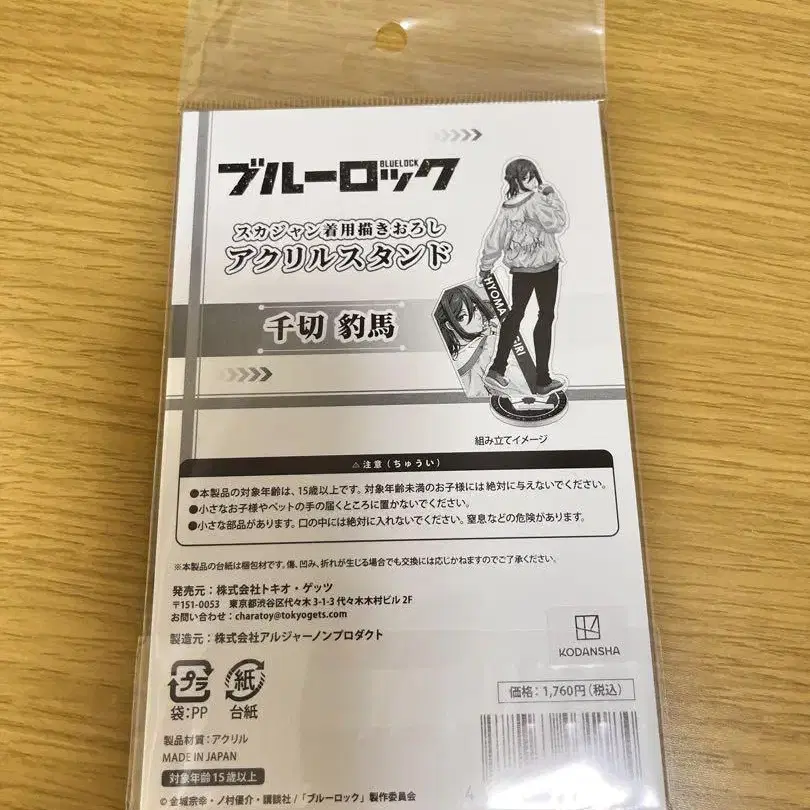 BLUELOCK
ブルーロック
スカジャン着用描きおろし
アクリルスタンド
千切 豹馬
HYOMA
GIRI
組み立てイメージ
⚠注意(ちゅうい)
●本製品の対象年齢は、15歳以上です。対象年齢未満のお子様には絶対に与えないでください。
●小さなお子様やペットの手の届くところに置かないでください。
●小さな部品があります。口の中には絶対に入れないでください。窒息などの危険があります。
※本製品の台紙は梱包材です。傷、凹み、折れが生じる場合でも交換には応じかねますのでご了承ください。
発売元:株式会社トキオ・ゲッツ
〒151-0053 東京都渋谷区代々木 3-1-3 代々木木村ビル 2F
お問い合わせ:charatoy@tokyogets.com
製造元:株式会社アルジャーノンプロダクト
KODANSHA
プラ
紙
袋:PP
台紙
価格:1,760円(税込)
製品材質:アクリル
MADE IN JAPAN
対象年齢15歳以上
4
© 金城宗幸・ノ村優介・講談社/「ブルーロック」製作委員会